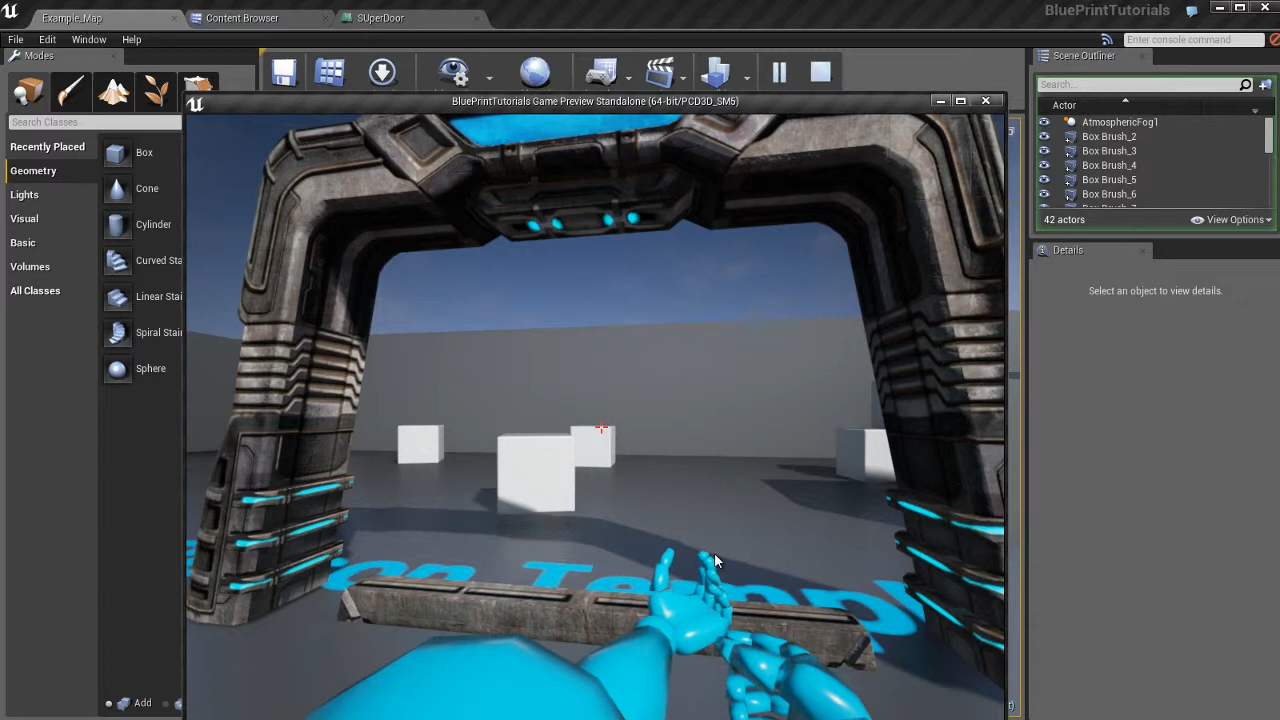 Example_Map
Content Browser
SUperDoor
BluePrintTutorials
File Edit Window Help
Enter console command
Modes
Scene Outliner
Search...
BluePrintTutorials Game Preview Standalone (64-bit/PCD3D_SM5)
Actor
Search Classes
AtmosphericFog1
Box Brush_2
Recently Placed
Box
Box Brush_3
Box Brush_4
Geometry
Box Brush_5
Cone
Lights
Box Brush_6
Visual
Cylinder
42 actors
View Options
Basic
Details
Curved Sta
Volumes
All Classes
Linear Stai
Select an object to view details.
Spiral Stair
Sphere
Add